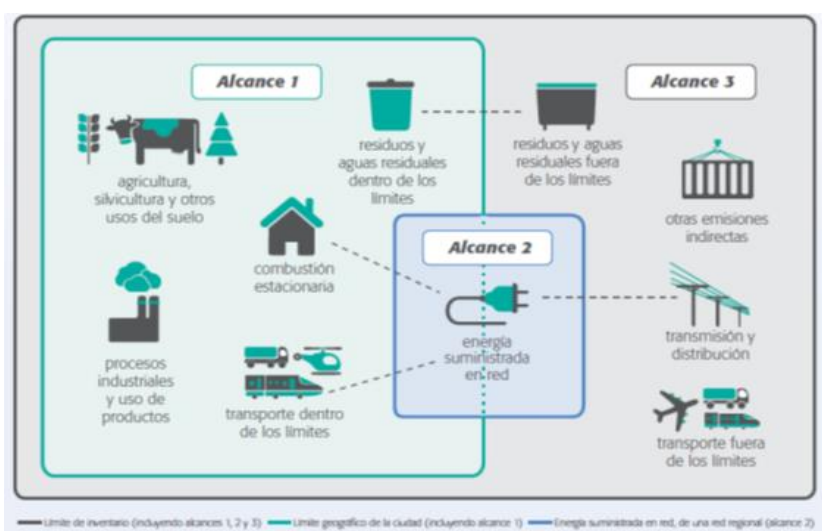 Alcance 1
Alcance 3
residuos y
aguas residuales
dentro de los
límites
residuos y aguas
residuales fuera
de los límites
agricultura,
silvicultura y otros
usos del suelo
otras emisiones
indirectas
Alcance 2
combustión
estacionaria
energía
suministrada
en red
transmisión y
distribución
procesos
industriales
y uso de
productos
transporte dentro
de los límites
transporte fuera
de los límites
Límite de inventario (incluyendo alcances 1, 2 y 3)
Límite geográfico de la ciudad (incluyendo alcance 1)
Energía suministrada en red, de una red regional (alcance 2)